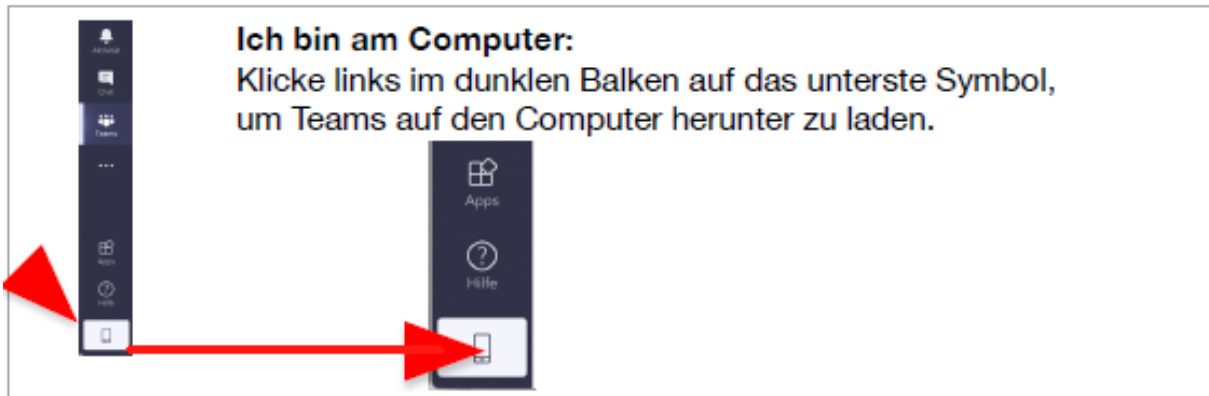 Ich bin am Computer:
Klicke links im dunklen Balken auf das unterste Symbol,
um Teams auf den Computer herunter zu laden.
Chat
Teams
Apps
Hilfe
Apps
Hilfe